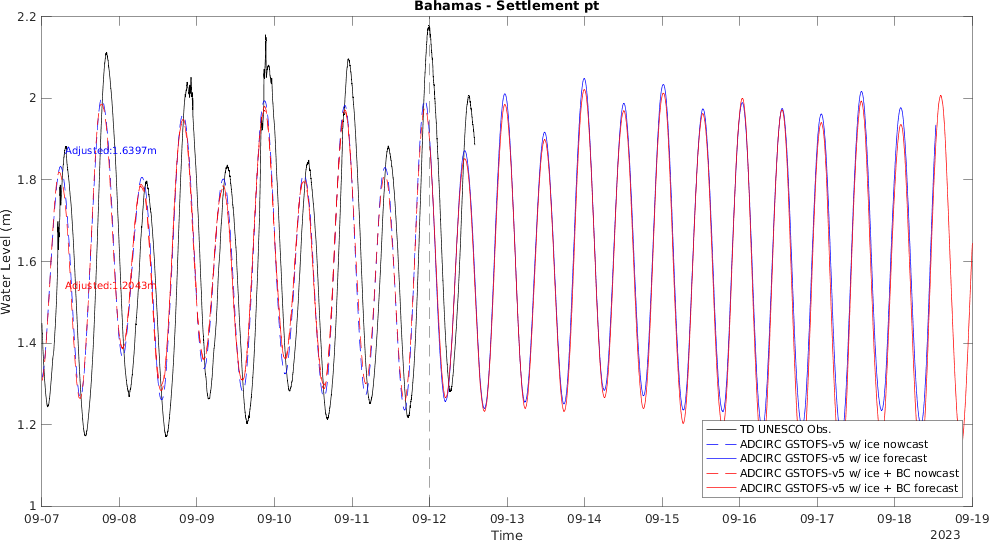 Bahamas - Settlement pt
2.2
2
1.8
1.6
1.4
1.2
1
Water Level (m)
Adjusted:1.6397m
Adjusted:1.2043m
TD UNESCO Obs.
ADCIRC GSTOFS-v5 w/ ice nowcast
ADCIRC GSTOFS-v5 w/ ice forecast
ADCIRC GSTOFS-v5 w/ ice + BC nowcast
ADCIRC GSTOFS-v5 w/ ice + BC forecast
09-07 09-08 09-09 09-10 09-11 09-12 09-13 09-14 09-15 09-16 09-17 09-18 09-19
Time
2023